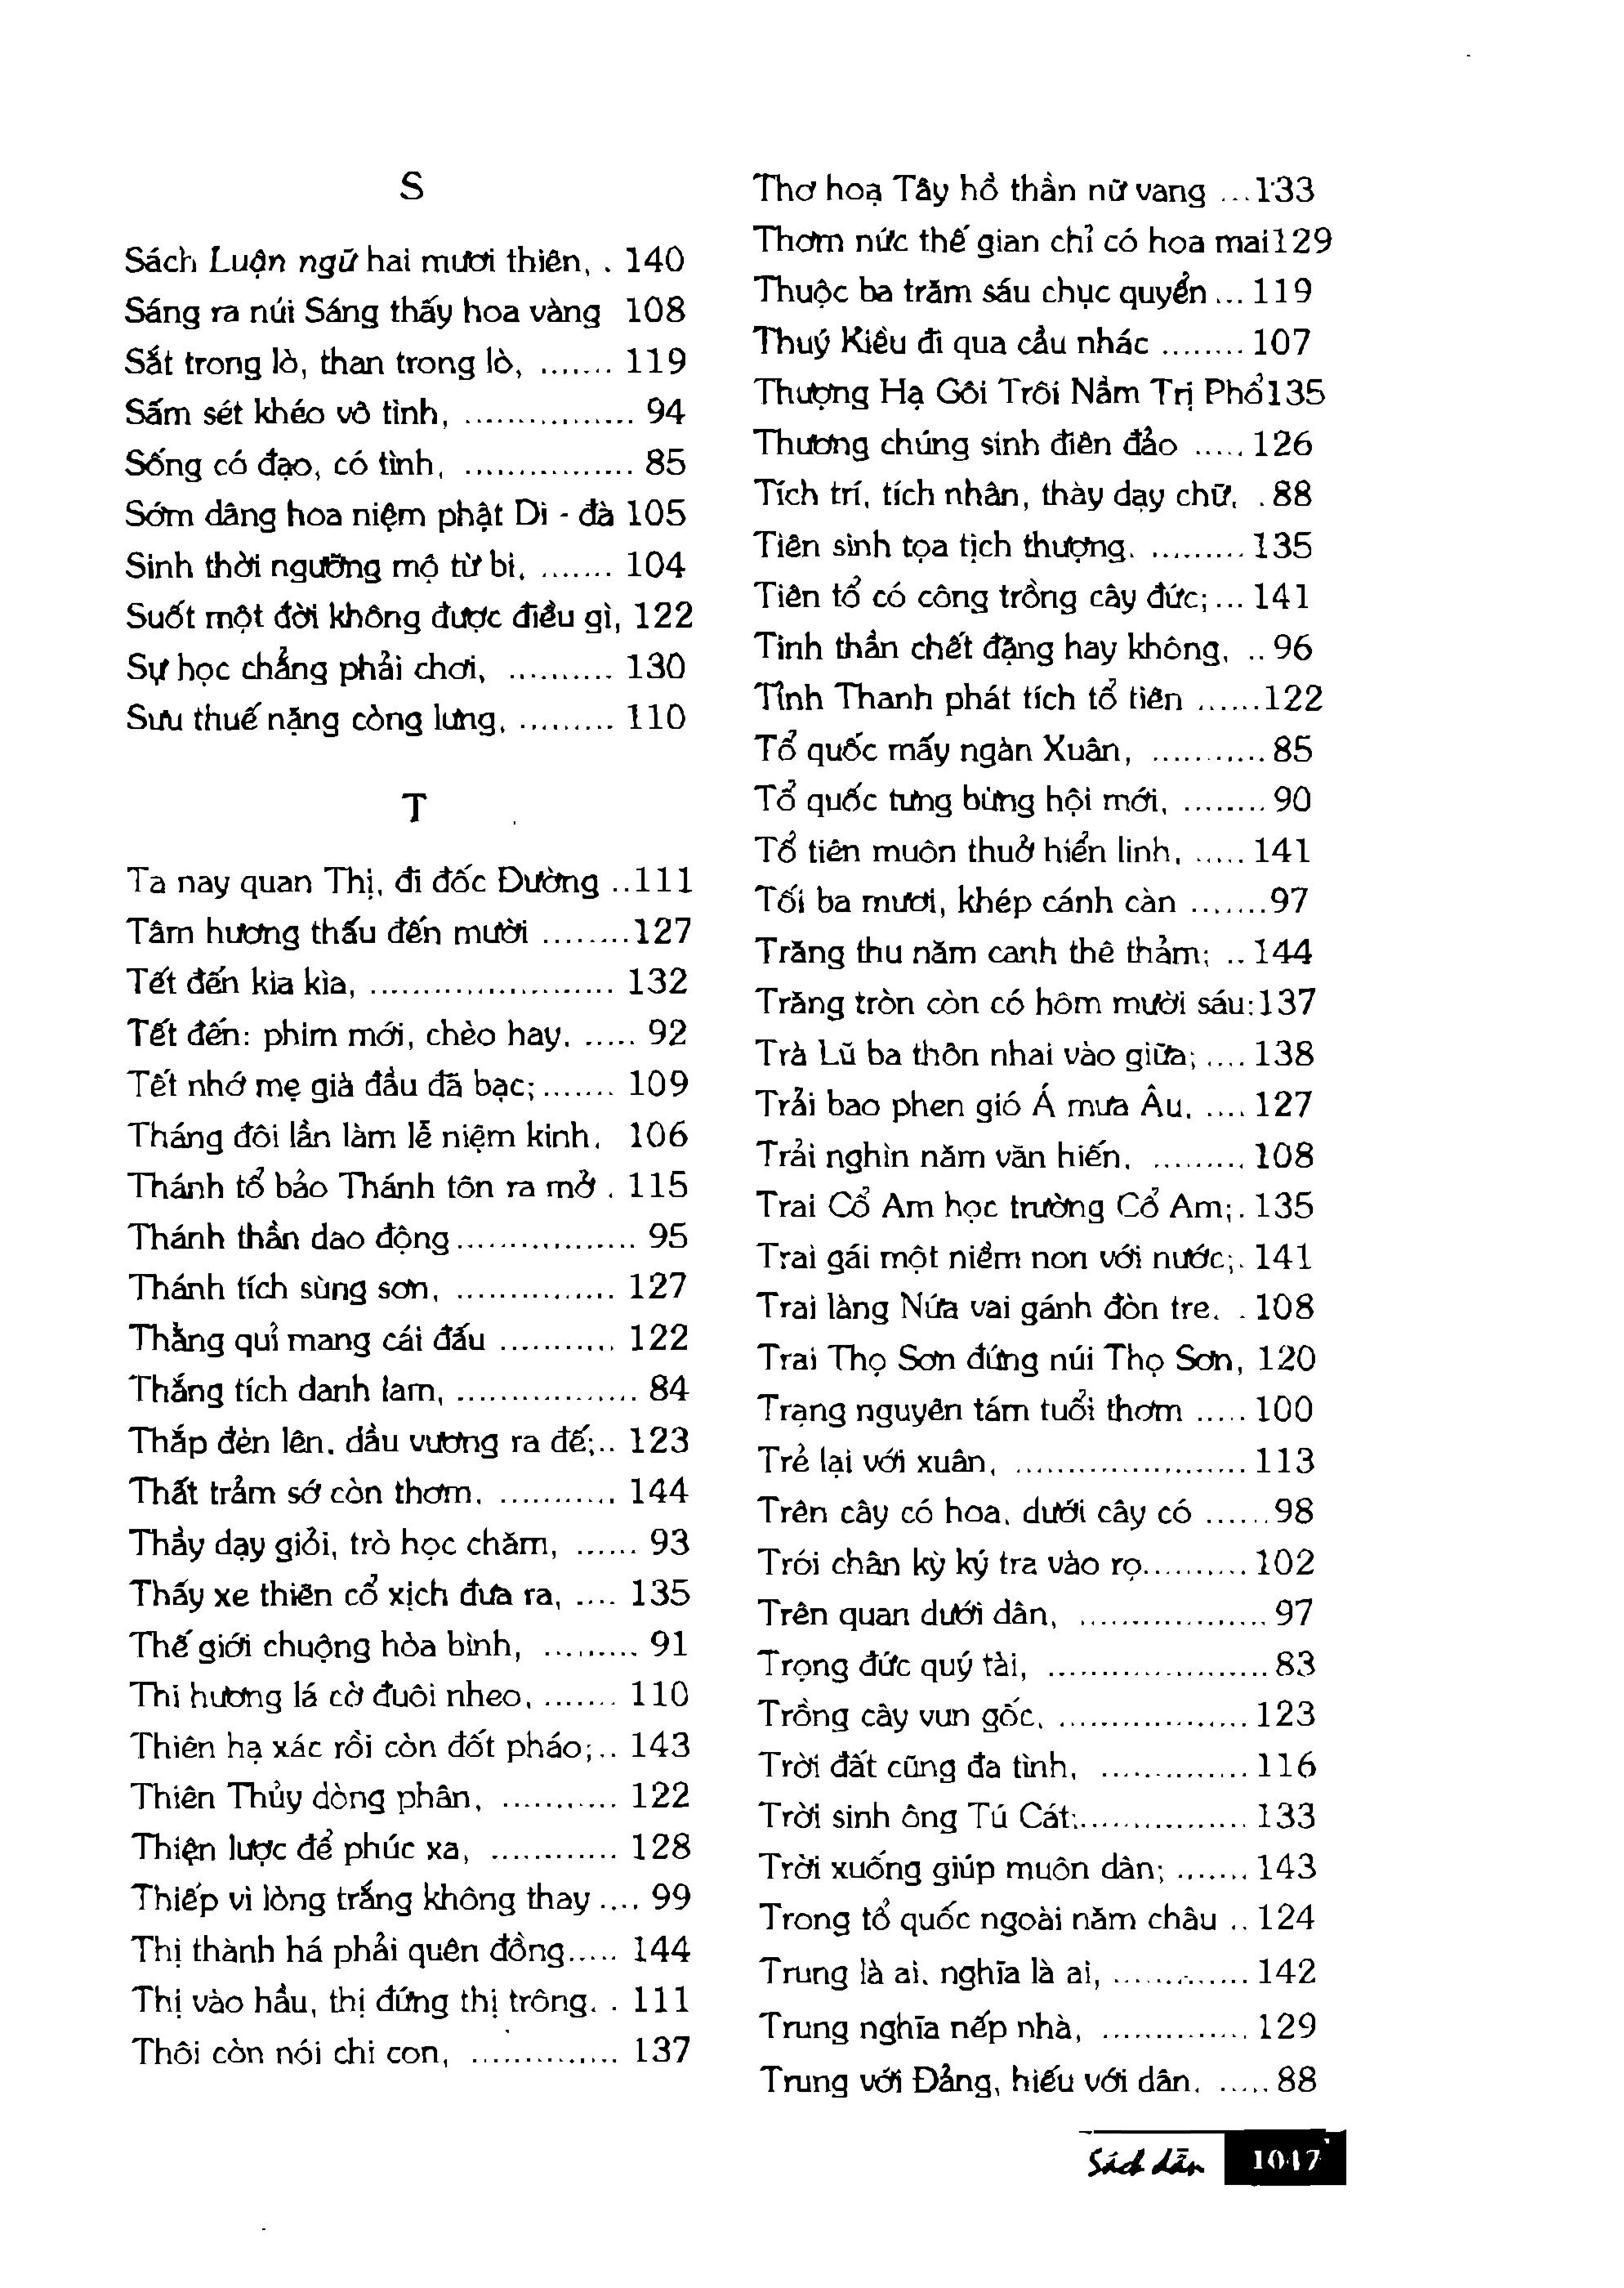 S
Sách Luận ngữ hai mươi thiên, . 140
Sáng ra núi Sáng thấy hoa vàng 108
Sắt trong lò, than trong lò, ....... 119
Sấm sét khéo vô tình, ................ 94
Sống có đạo, có tình, ................ 85
Sớm dâng hoa niệm phật Di - đà 105
Sinh thời ngưỡng mộ từ bi, ....... 104
Suốt một đời không được điều gì, 122
Sự học chẳng phải chơi, .......... 130
Sưu thuế nặng còng lưng, ......... 110
T
Ta nay quan Thị, đi đốc Đường ..111
Tâm hương thấu đến mười ........127
Tết đến kia kìa, ....................... 132
Tết đến: phim mới, chèo hay, ..... 92
Tết nhớ mẹ già đầu đã bạc; ....... 109
Tháng đôi lần làm lễ niệm kinh, 106
Thánh tổ bảo Thánh tôn ra mở . 115
Thánh thần dao động ................. 95
Thánh tích sùng sơn, ............... 127
Thằng quỉ mang cái đấu ........... 122
Thắng tích danh lam, ................. 84
Thắp đèn lên, dầu vương ra đế;.. 123
Thất trảm sớ còn thơm, ........... 144
Thầy dạy giỏi, trò học chăm, ...... 93
Thấy xe thiên cổ xịch đưa ra, .... 135
Thế giới chuộng hòa bình, ......... 91
Thi hương lá cờ đuôi nheo, ....... 110
Thiên hạ xác rồi còn đốt pháo;.. 143
Thiên Thủy dòng phân, ........... 122
Thiện lược để phúc xa, ............ 128
Thiếp vì lòng trắng không thay .... 99
Thị thành há phải quên đồng..... 144
Thị vào hầu, thị đứng thị trông. . 111
Thôi còn nói chi con, .............. 137
Thơ hoạ Tây hồ thần nữ vang ...133
Thơm nức thế gian chỉ có hoa mai129
Thuộc ba trăm sáu chục quyển ... 119
Thuý Kiều đi qua cầu nhác ........ 107
Thượng Hạ Gôi Trôi Nầm Trị Phổ135
Thương chúng sinh điên đảo ..... 126
Tích trí, tích nhân, thày dạy chữ, . 88
Tiên sinh tọa tịch thượng, ......... 135
Tiên tổ có công trồng cây đức; ... 141
Tinh thần chết đặng hay không, .. 96
Tĩnh Thanh phát tích tổ tiên ......122
Tổ quốc mấy ngàn Xuân, ........... 85
Tổ quốc tưng bừng hội mới, ........ 90
Tổ tiên muôn thuở hiển linh, ..... 141
Tối ba mươi, khép cánh càn .......97
Trăng thu năm canh thê thảm; .. 144
Trăng tròn còn có hôm mười sáu:137
Trà Lũ ba thôn nhai vào giữa; .... 138
Trải bao phen gió Á mưa Âu, .... 127
Trải nghìn năm văn hiến, ......... 108
Trai Cổ Am học trường Cổ Am;. 135
Trai gái một niềm non với nước;. 141
Trai làng Nứa vai gánh đòn tre, . 108
Trai Thọ Sơn đứng núi Thọ Sơn, 120
Trạng nguyên tám tuổi thơm ..... 100
Trẻ lại với xuân, ...................... 113
Trên cây có hoa, dưới cây có ...... 98
Trói chân kỳ ký tra vào rọ.......... 102
Trên quan dưới dân, .................. 97
Trọng đức quý tài, ..................... 83
Trồng cây vun gốc, .................. 123
Trời đất cũng đa tình, .............. 116
Trời sinh ông Tú Cát:................ 133
Trời xuống giúp muôn dân; ....... 143
Trong tổ quốc ngoài năm châu .. 124
Trung là ai, nghĩa là ai, ............. 142
Trung nghĩa nếp nhà, .............. 129
Trung với Đảng, hiếu với dân, ..... 88
Sách dẫn 1047